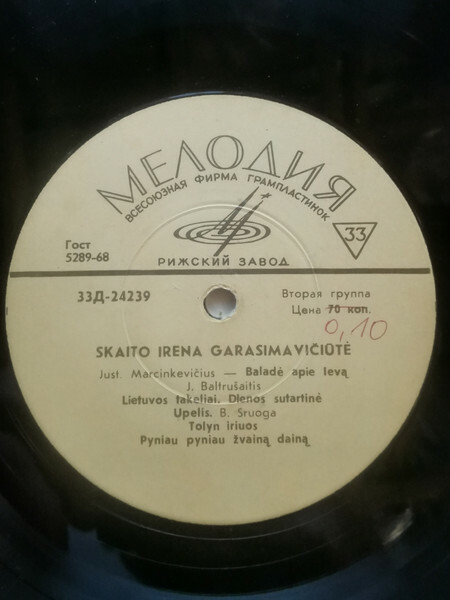 МЕЛОДИЯ
ВСЕСОЮЗНАЯ ФИРМА ГРАМПЛАСТИНОК
33
Гост
5289-68
РИЖСКИЙ ЗАВОД
33Д-24239
Вторая группа
Цена 70 коп.
0,10
SKAITO IRENA GARASIMAVIČIŪTĖ
Just. Marcinkevičius — Baladė apie Ievą
J. Baltrušaitis
Lietuvos takeliai. Dienos sutartinė
Upelis. B. Sruoga
Tolyn iriuos
Pyniau pyniau žvainą dainą